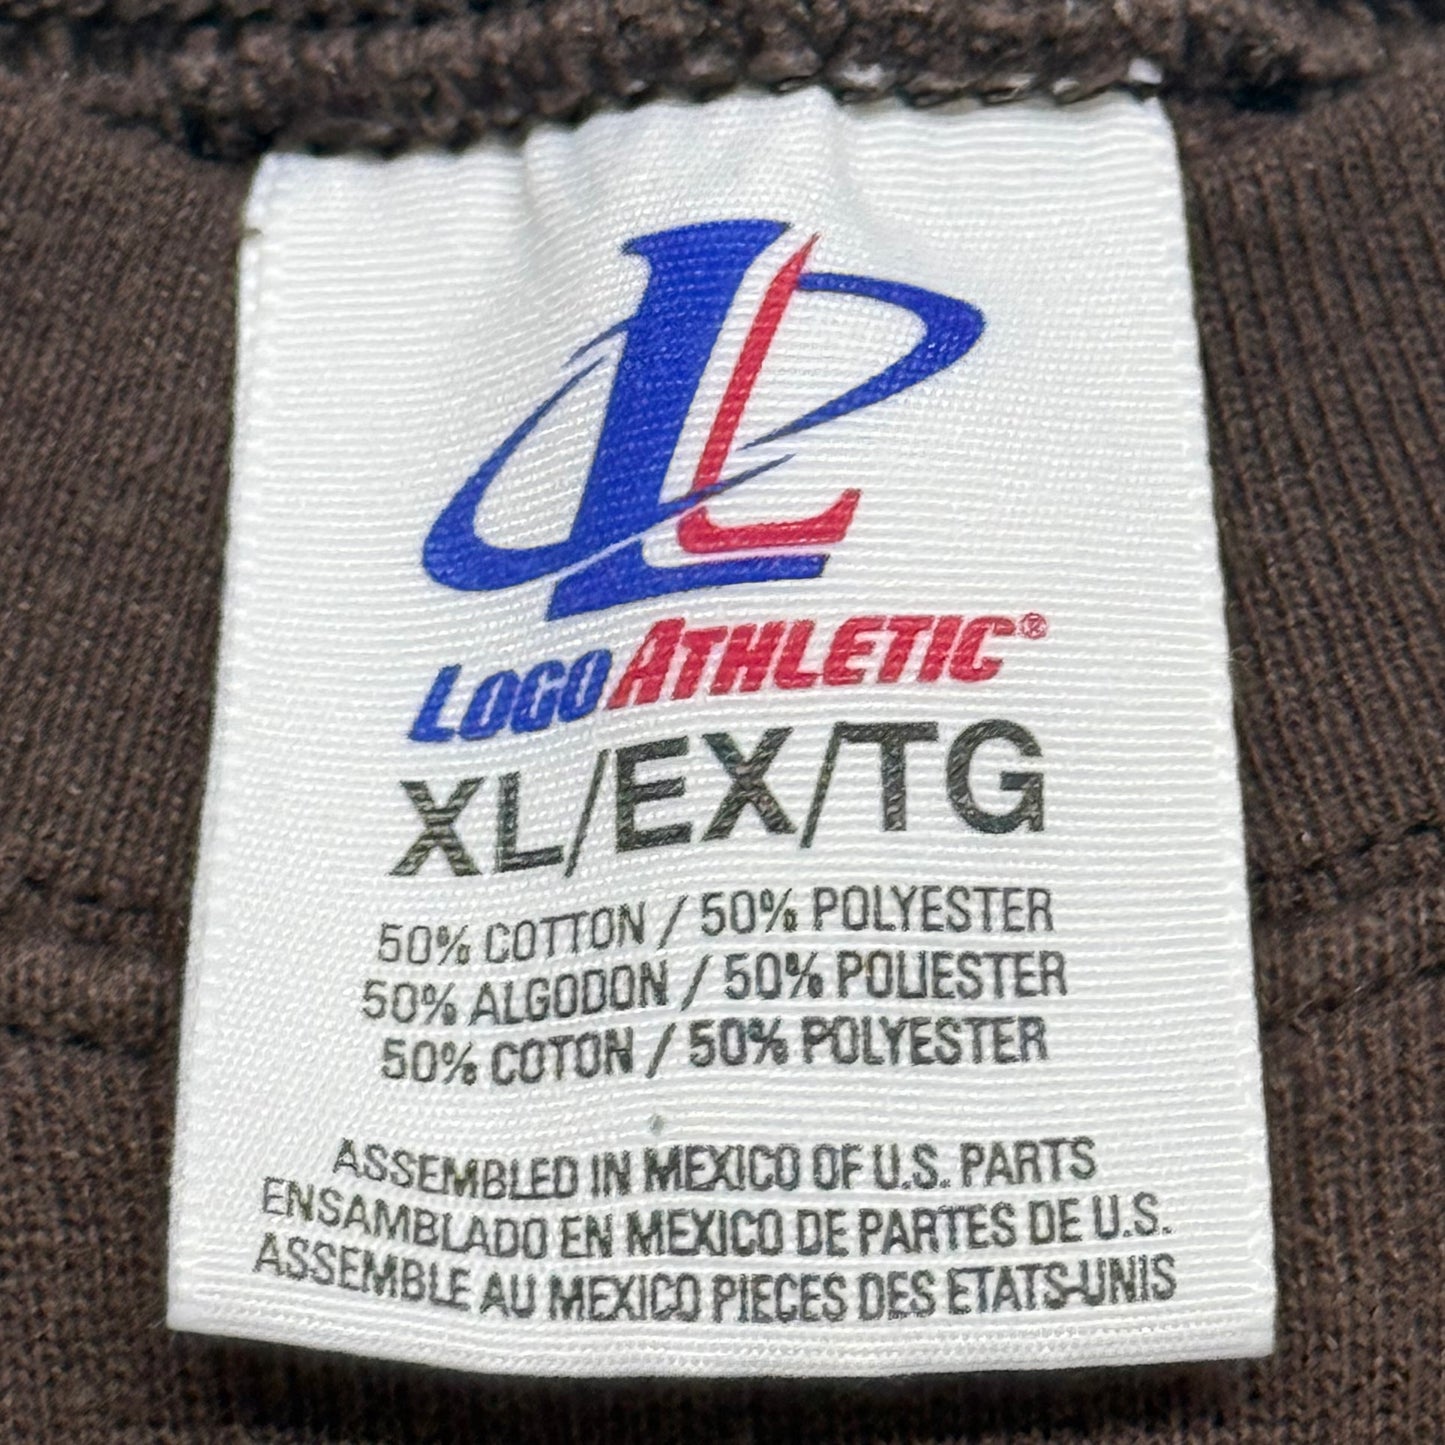 LOGO ATHLETIC®
XL/EX/TG
50% COTTON / 50% POLYESTER
50% ALGODON / 50% POLIESTER
50% COTON / 50% POLYESTER
ASSEMBLED IN MEXICO OF U.S. PARTS
ENSAMBLADO EN MEXICO DE PARTES DE U.S.
ASSEMBLE AU MEXICO PIECES DES ETATS-UNIS